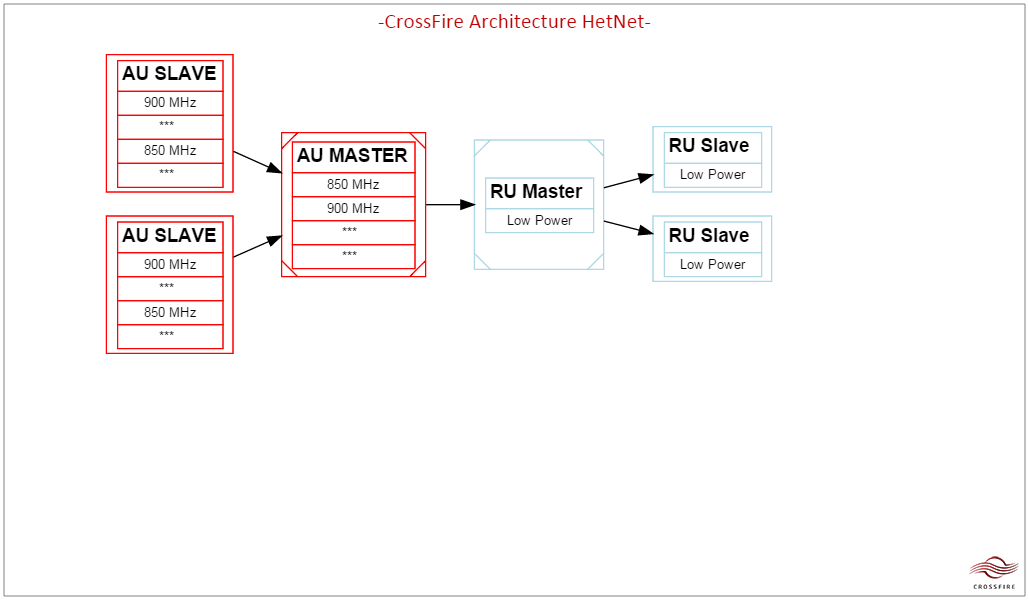 -CrossFire Architecture HetNet-
AU SLAVE
900 MHz
***
850 MHz
***
AU SLAVE
900 MHz
***
850 MHz
***
AU MASTER
850 MHz
900 MHz
***
***
RU Master
Low Power
RU Slave
Low Power
RU Slave
Low Power
CROSSFIRE